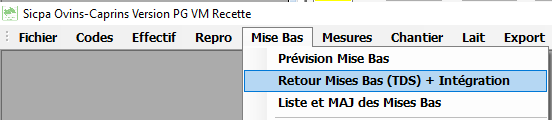 Sicpa Ovins-Caprins Version PG VM Recette
Fichier Codes Effectif Repro Mise Bas Mesures Chantier Lait Export
Prévision Mise Bas
Retour Mises Bas (TDS) + Intégration
Liste et MAJ des Mises Bas